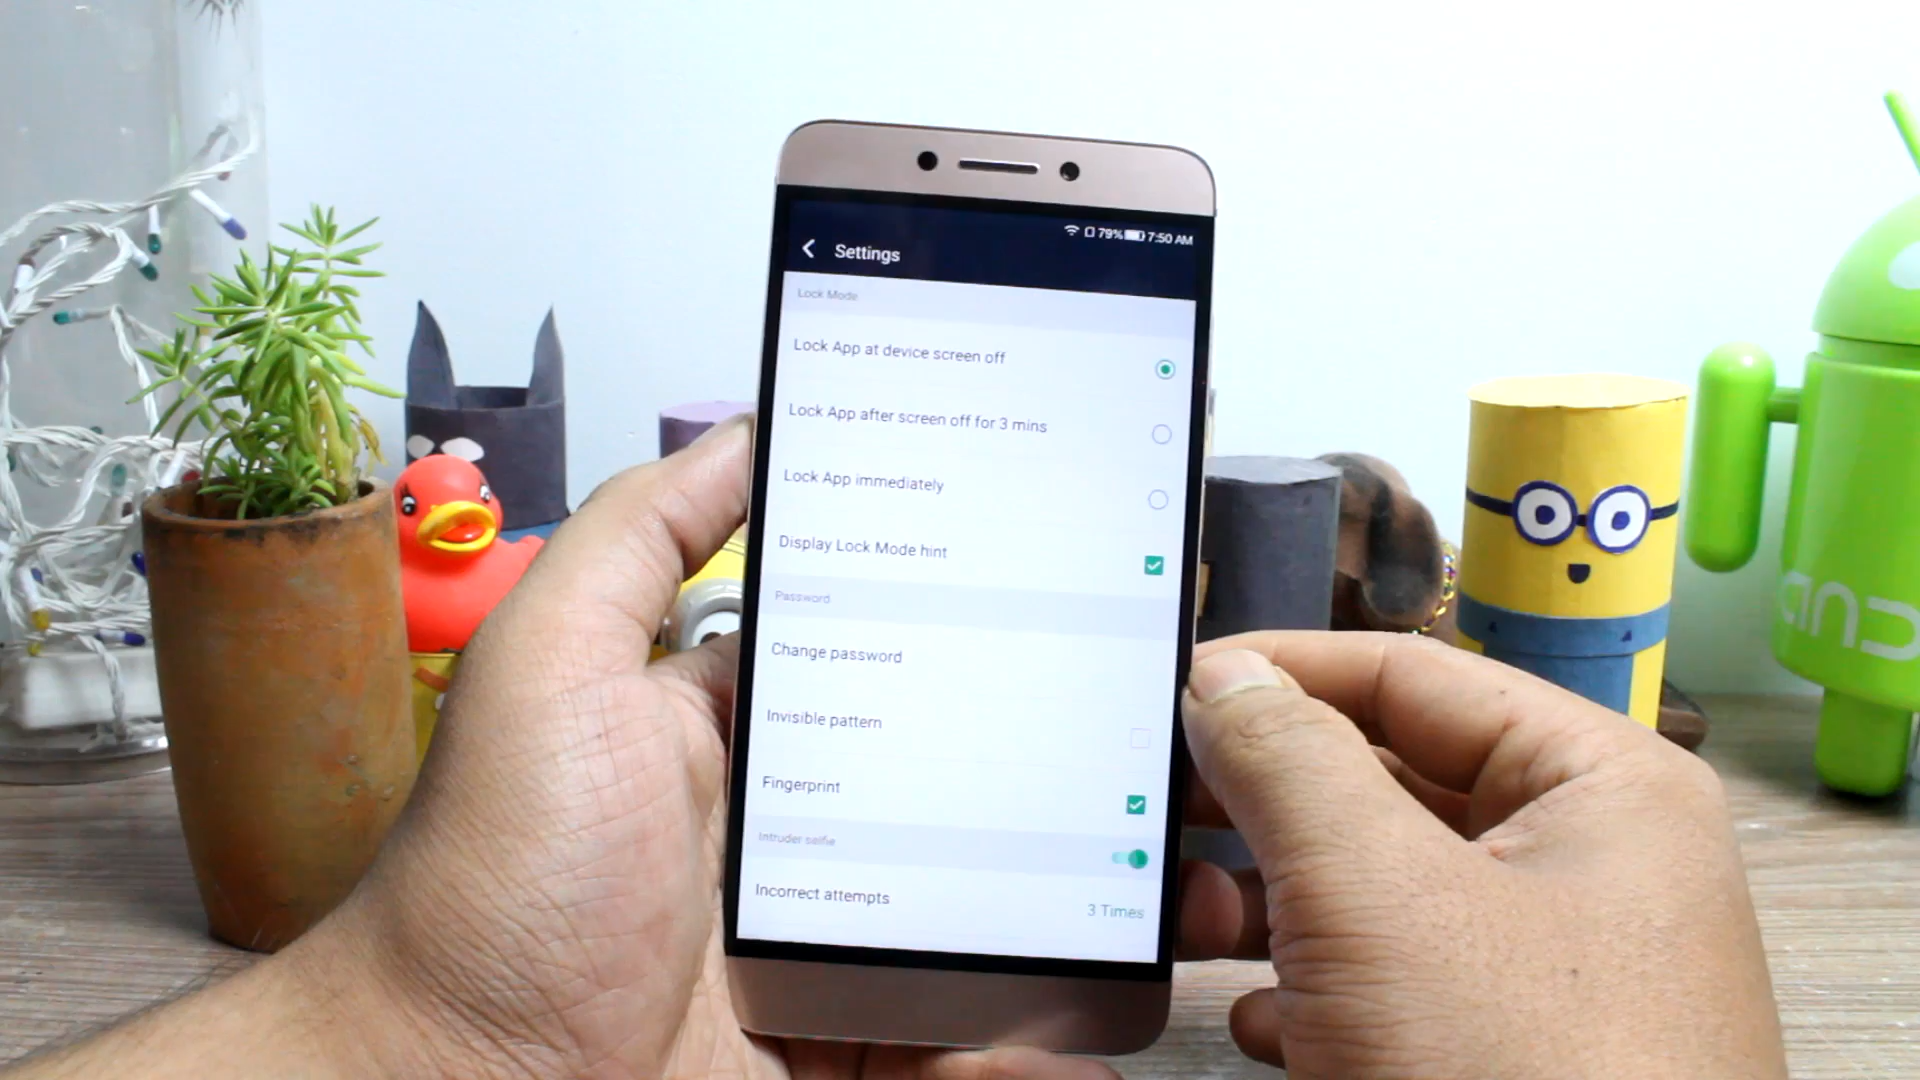 79% 7:50 AM
Settings
Lock Mode
Lock App at device screen off
Lock App after screen off for 3 mins
Lock App immediately
Display Lock Mode hint
Password
Change password
Invisible pattern
Fingerprint
Intruder selfie
Incorrect attempts
3 Times